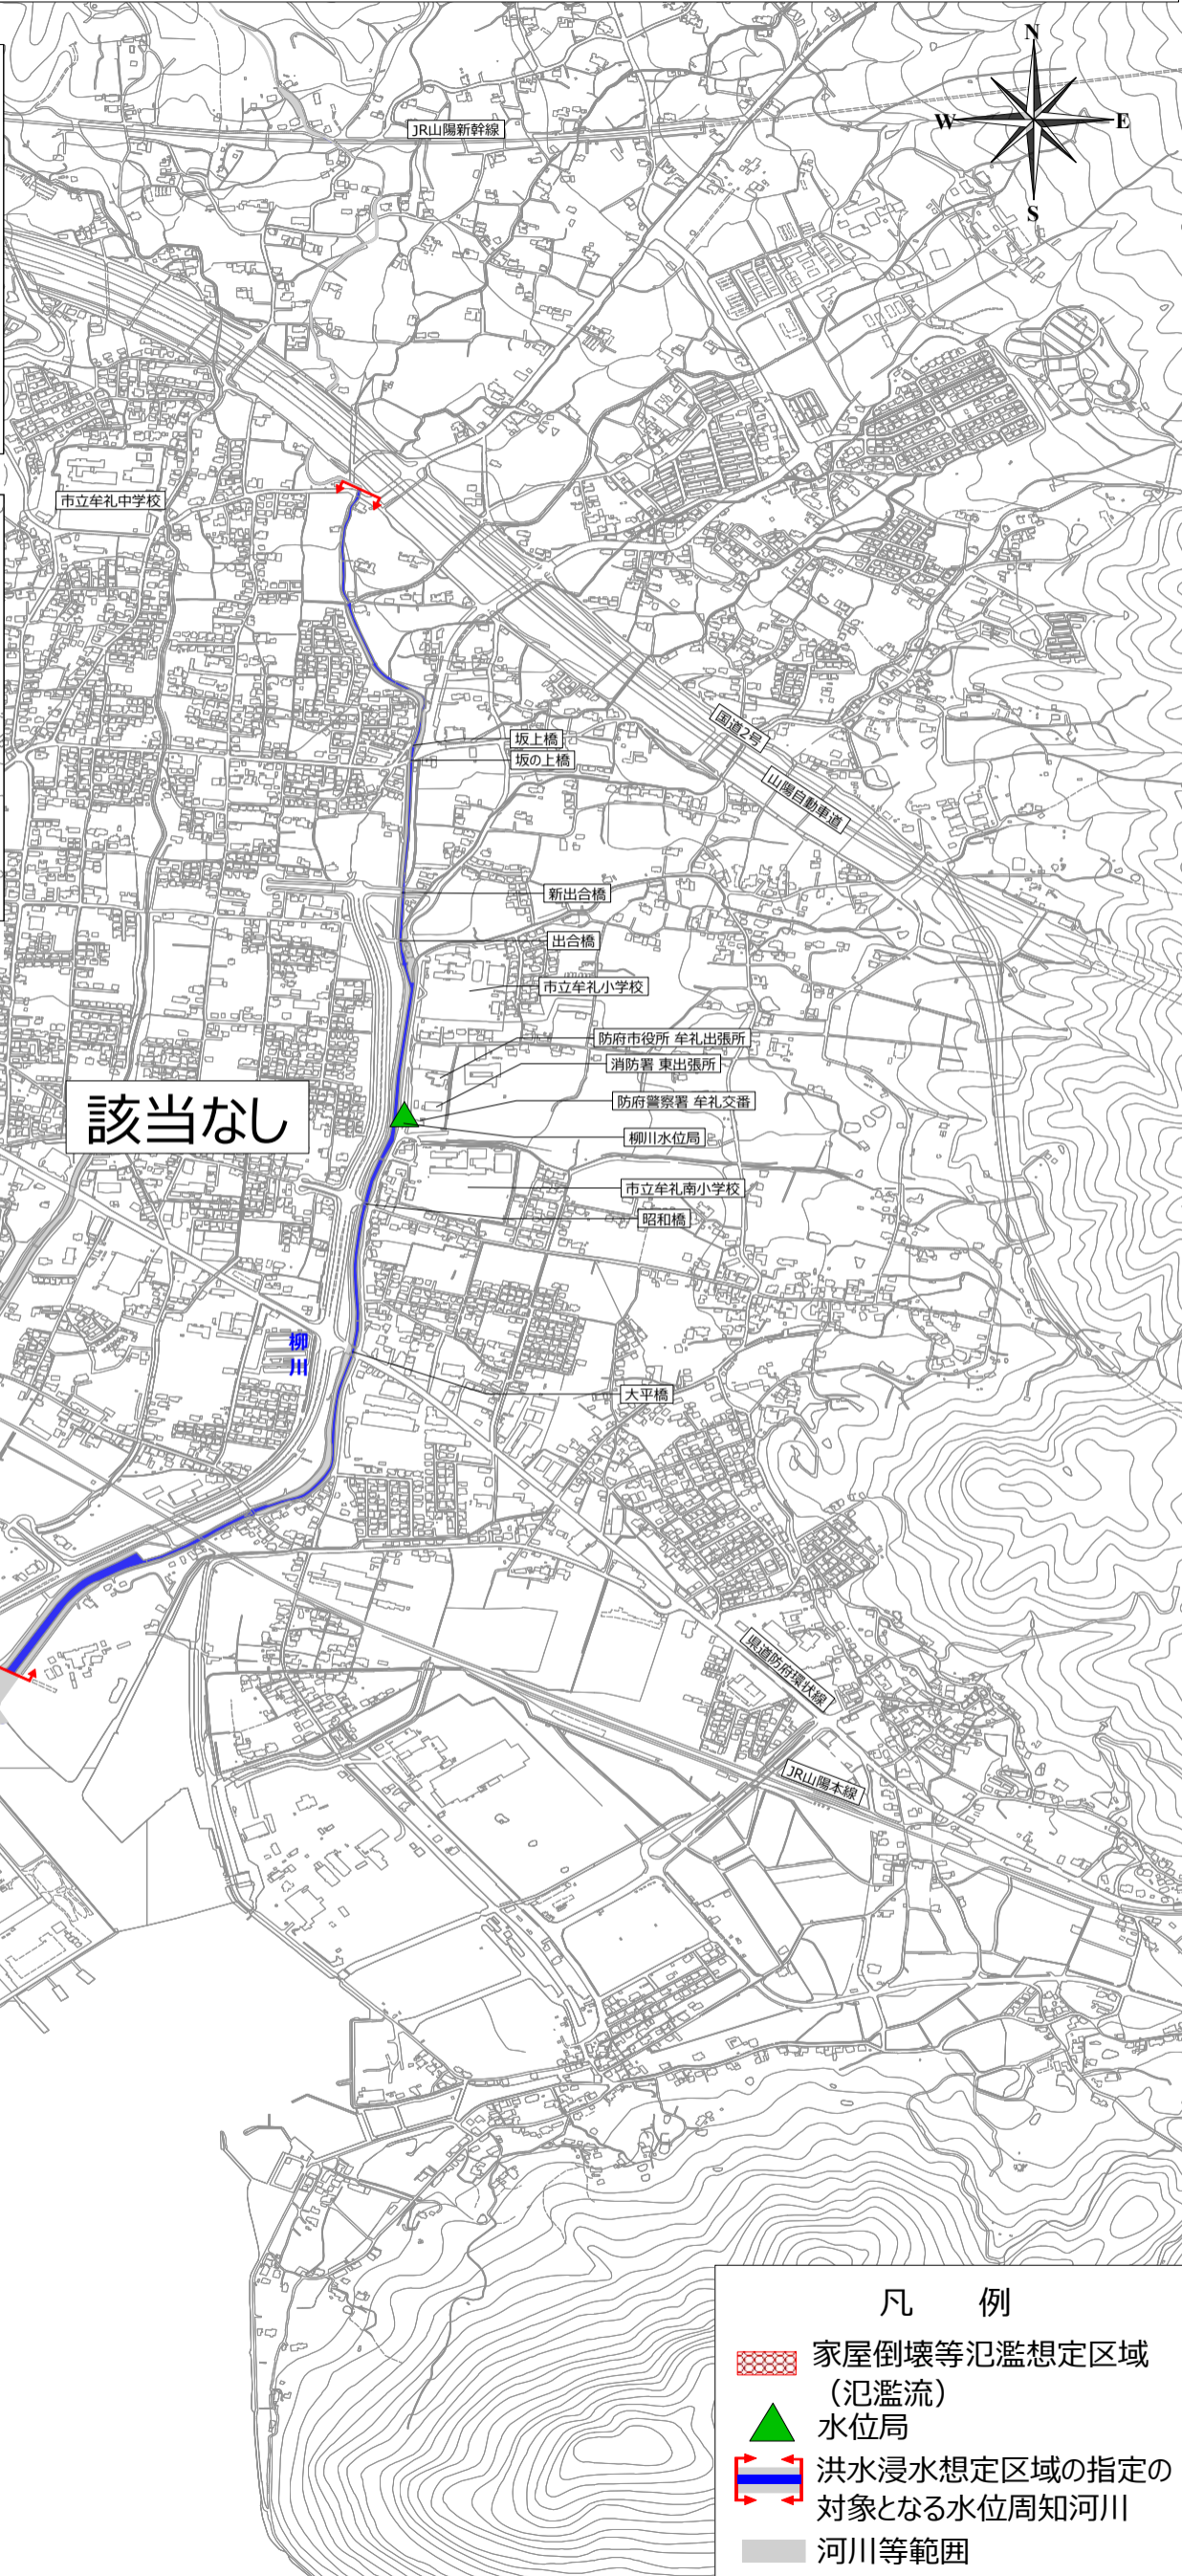 N
W
E
S
JR山陽新幹線
市立牟礼中学校
国道2号
坂上橋
坂の上橋
山陽自動車道
新出合橋
出合橋
市立牟礼小学校
防府市役所 牟礼出張所
消防署 東出張所
防府警察署 牟礼交番
該当なし
柳川水位局
市立牟礼南小学校
昭和橋
柳川
大平橋
県道防府環状線
JR山陽本線
凡 例
家屋倒壊等氾濫想定区域
（氾濫流）
水位局
洪水浸水想定区域の指定の
対象となる水位周知河川
河川等範囲